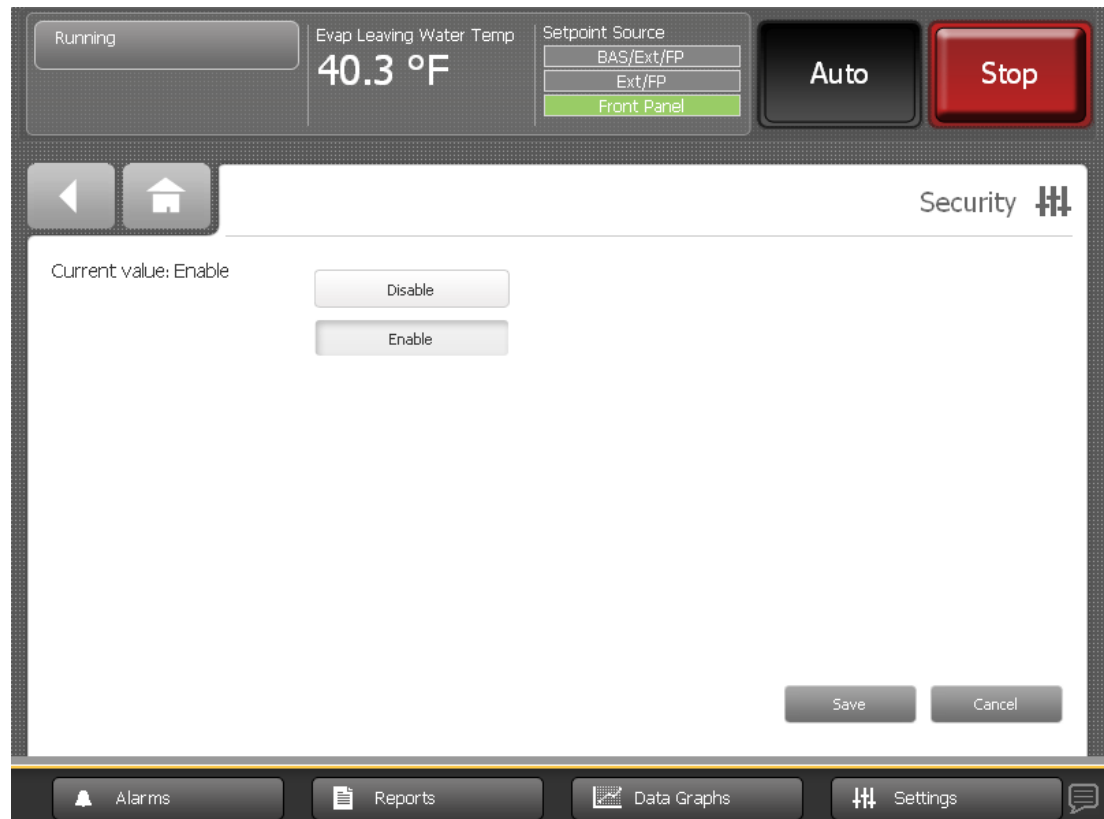 Running
Evap Leaving Water Temp
40.3 °F
Setpoint Source
BAS/Ext/FP
Ext/FP
Front Panel
Auto
Stop
Security
Current value: Enable
Disable
Enable
Save
Cancel
Alarms
Reports
Data Graphs
Settings